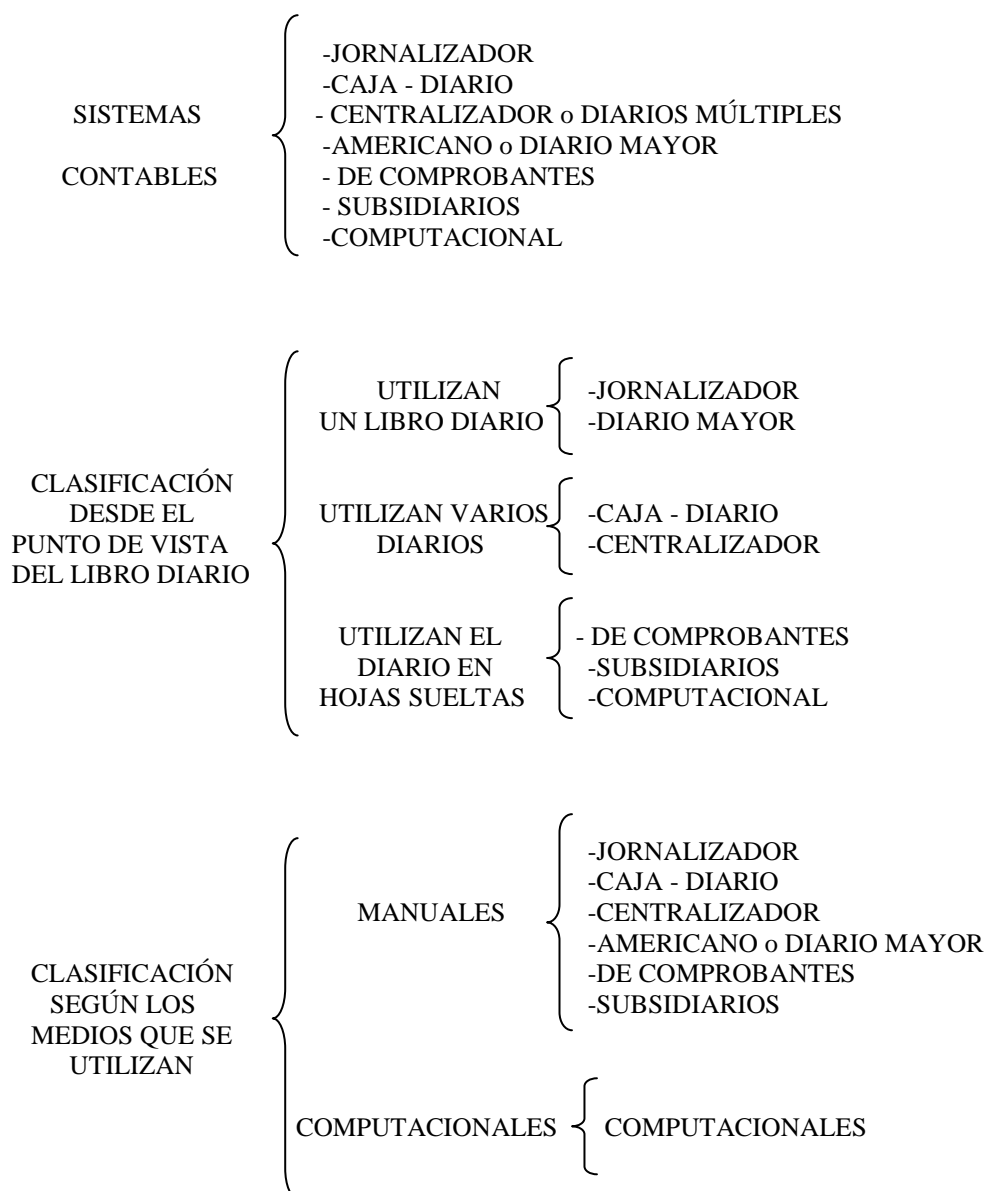 SISTEMAS
CONTABLES
-JORNALIZADOR
-CAJA - DIARIO
- CENTRALIZADOR o DIARIOS MÚLTIPLES
-AMERICANO o DIARIO MAYOR
- DE COMPROBANTES
- SUBSIDIARIOS
-COMPUTACIONAL
CLASIFICACIÓN
DESDE EL
PUNTO DE VISTA
DEL LIBRO DIARIO
UTILIZAN
UN LIBRO DIARIO
-JORNALIZADOR
-DIARIO MAYOR
UTILIZAN VARIOS
DIARIOS
-CAJA - DIARIO
-CENTRALIZADOR
UTILIZAN EL
DIARIO EN
HOJAS SUELTAS
- DE COMPROBANTES
-SUBSIDIARIOS
-COMPUTACIONAL
CLASIFICACIÓN
SEGÚN LOS
MEDIOS QUE SE
UTILIZAN
MANUALES
-JORNALIZADOR
-CAJA - DIARIO
-CENTRALIZADOR
-AMERICANO o DIARIO MAYOR
-DE COMPROBANTES
-SUBSIDIARIOS
COMPUTACIONALES
COMPUTACIONALES